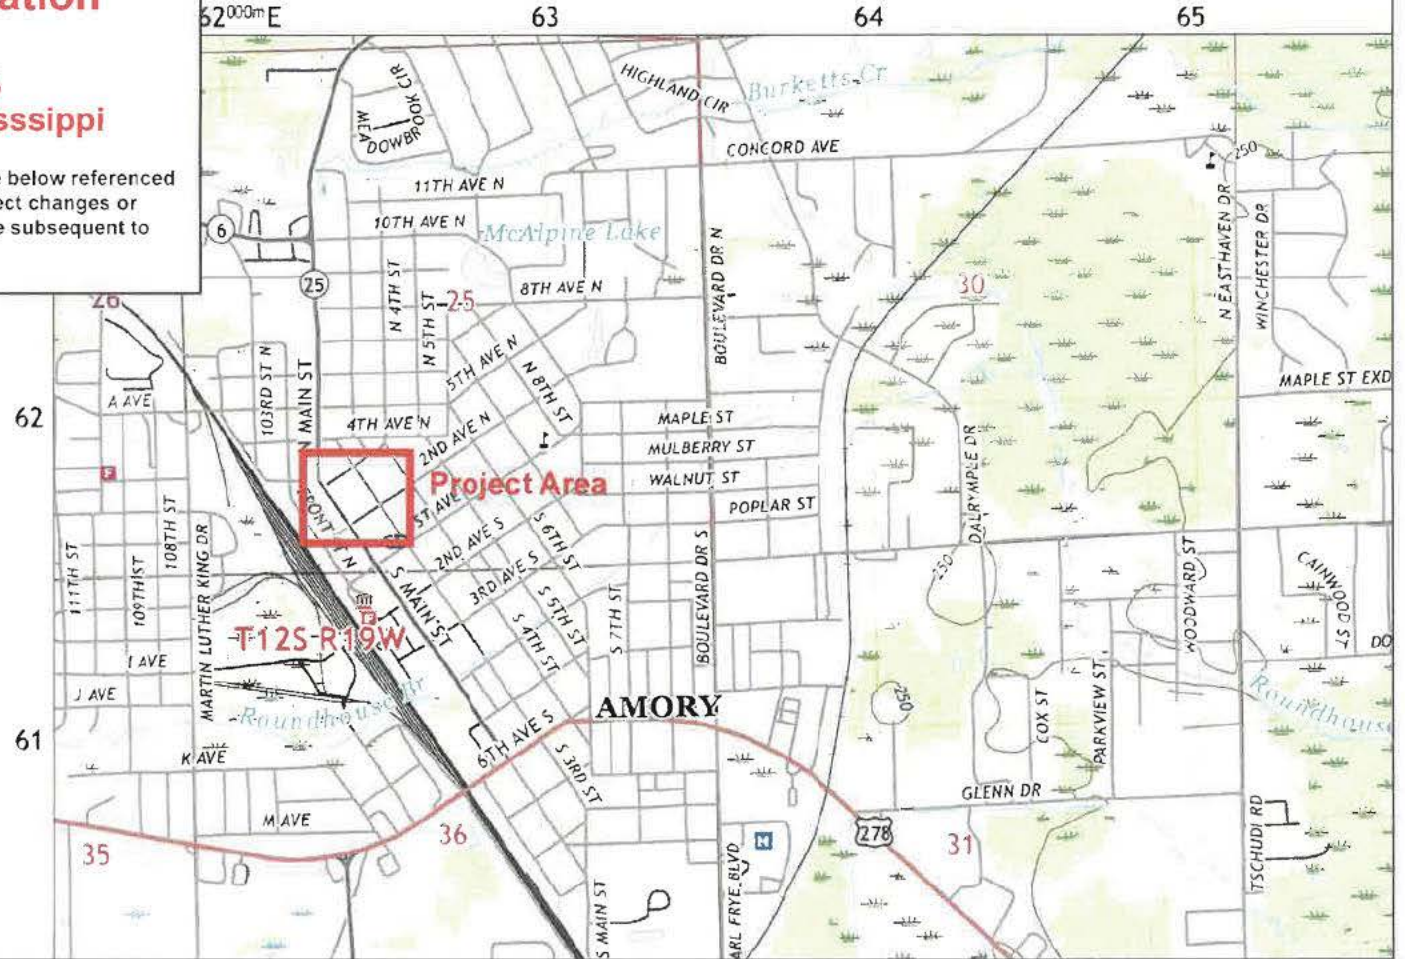 ation
62000m E
63
64
65
sssippi
e below referenced
ect changes or
e subsequent to
MEADOWBROOK CIR
HIGHLAND CIR
Burketts Cr
CONCORD AVE
250
11TH AVE N
10TH AVE N
McAlpine Lake
6
25
N 4TH ST
N 5TH ST
25
8TH AVE N
BOULEVARD DR N
30
N EASTHAVEN DR
WINCHESTER DR
26
A AVE
103RD ST N
N MAIN ST
5TH AVE N
N 8TH ST
MAPLE ST EXD
62
4TH AVE N
2ND AVE N
MAPLE ST
MULBERRY ST
WALNUT ST
POPLAR ST
DALRYMPLE DR
F
Project Area
ST AVE
111TH ST
109TH ST
108TH ST
MARTIN LUTHER KING DR
2ND AVE S
3RD AVE S
S 6TH ST
S 5TH ST
S 4TH ST
S 7TH ST
BOULEVARD DR S
250
WOODWARD ST
CAINWOOD ST
S MAIN ST
T12S R19W
I AVE
J AVE
Roundhouse Br
DO
Roundhouse
61
AMORY
6TH AVE S
S 3RD ST
250
COX ST
PARKVIEW ST
K AVE
M AVE
GLENN DR
35
36
278
31
TSCHUDI RD
H
S MAIN ST
ARL FRYE BLVD